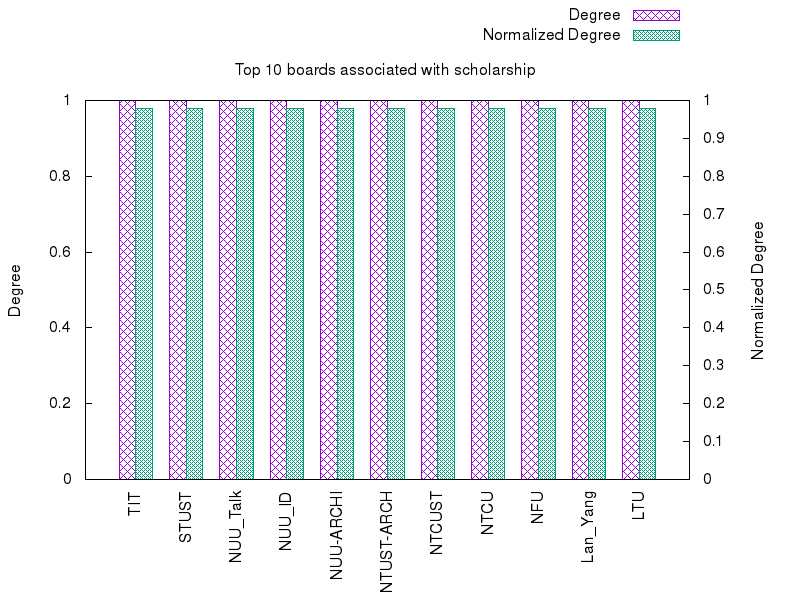 Degree
Normalized Degree
Top 10 boards associated with scholarship
1
0.8
0.6
0.4
0.2
0
Degree
1
0.9
0.8
0.7
0.6
0.5
0.4
0.3
0.2
0.1
0
Normalized Degree
TIT
STUST
NUU_Talk
NUU_ID
NUU-ARCHI
NTUST-ARCH
NTCUST
NTCU
NFU
Lan_Yang
LTU